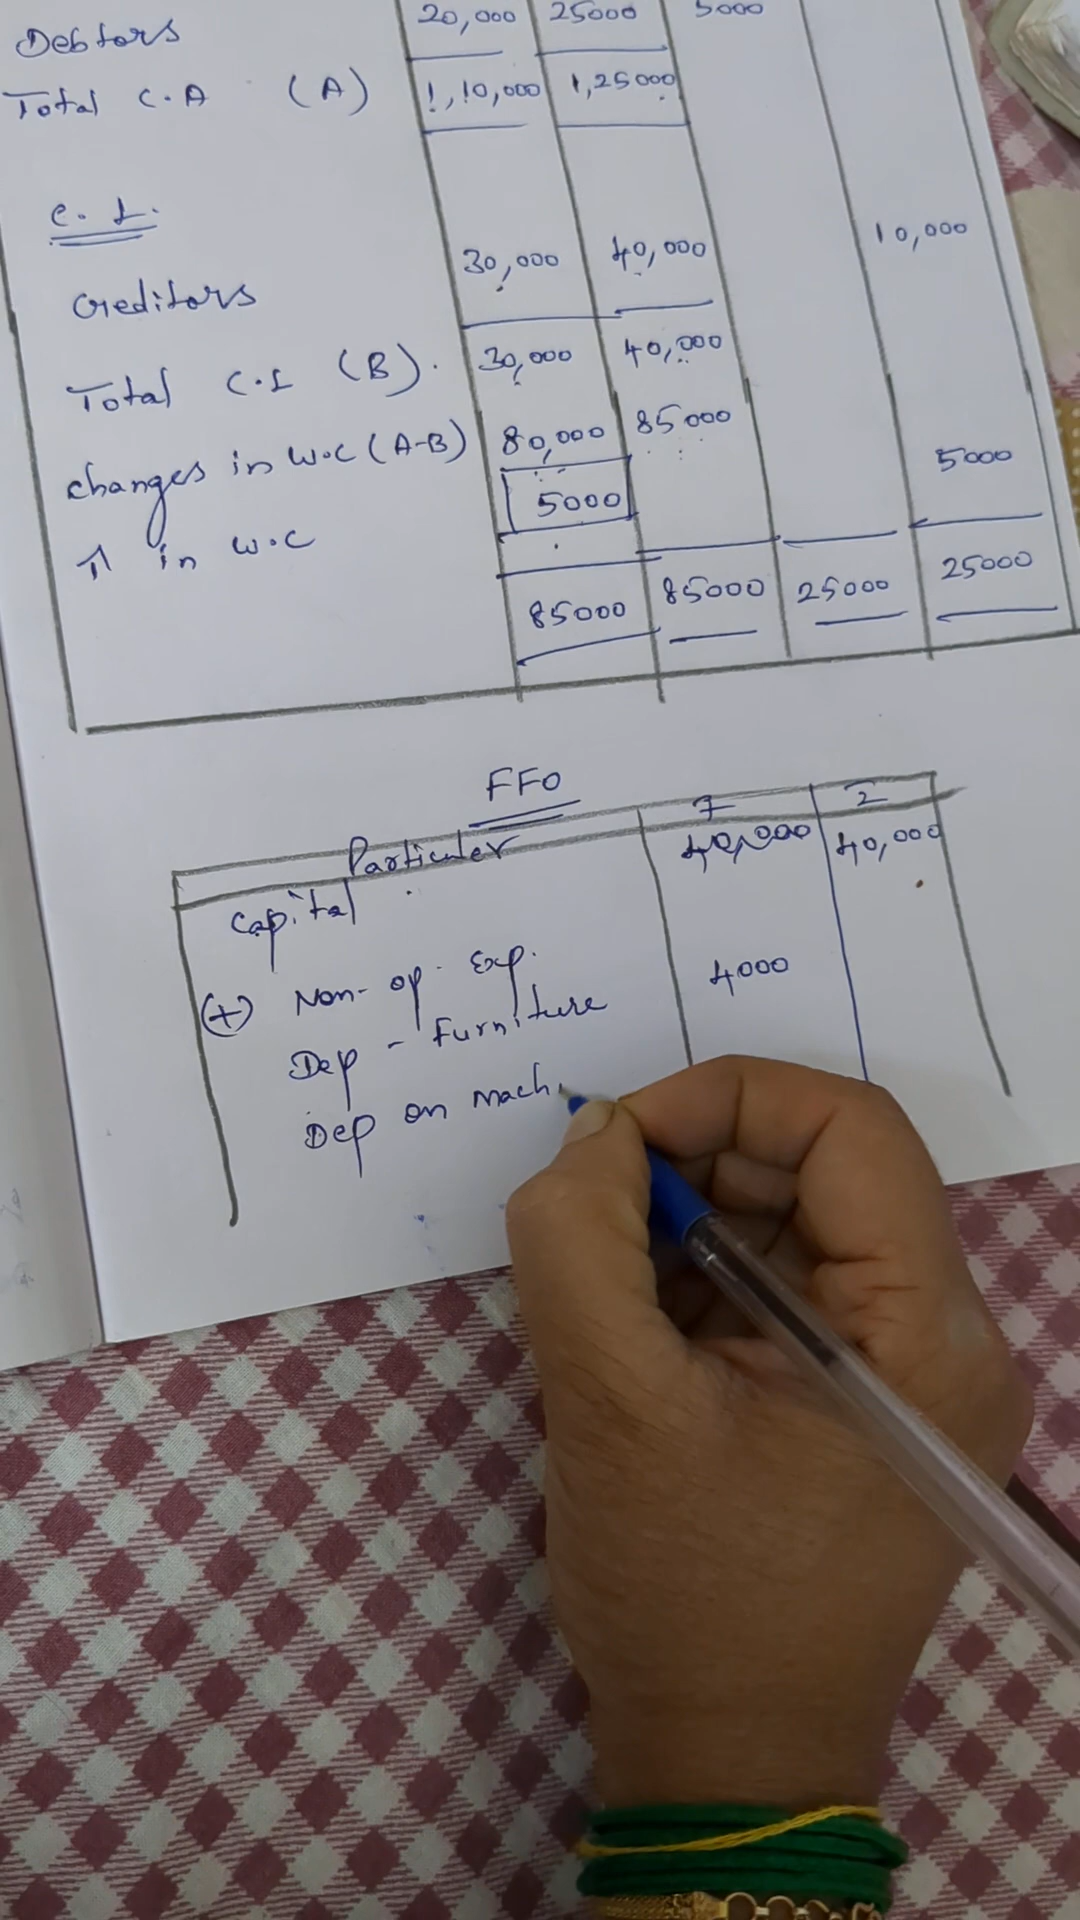 Debtors 20,000 25000 5000
Total C.A (A) 1,10,000 1,25000
C.L.
Creditors 30,000 40,000 10,000
Total C.L (B). 30,000 40,000
changes in W.C (A-B) 80,000 85000
↑ in W.C 5000 5000
85000 85000 25000 25000
FFO
Particuler ₹ ₹
Capital 40,000 40,000
(+) Non-op. Exp.
Dep - Furniture 4000
Dep on Mach